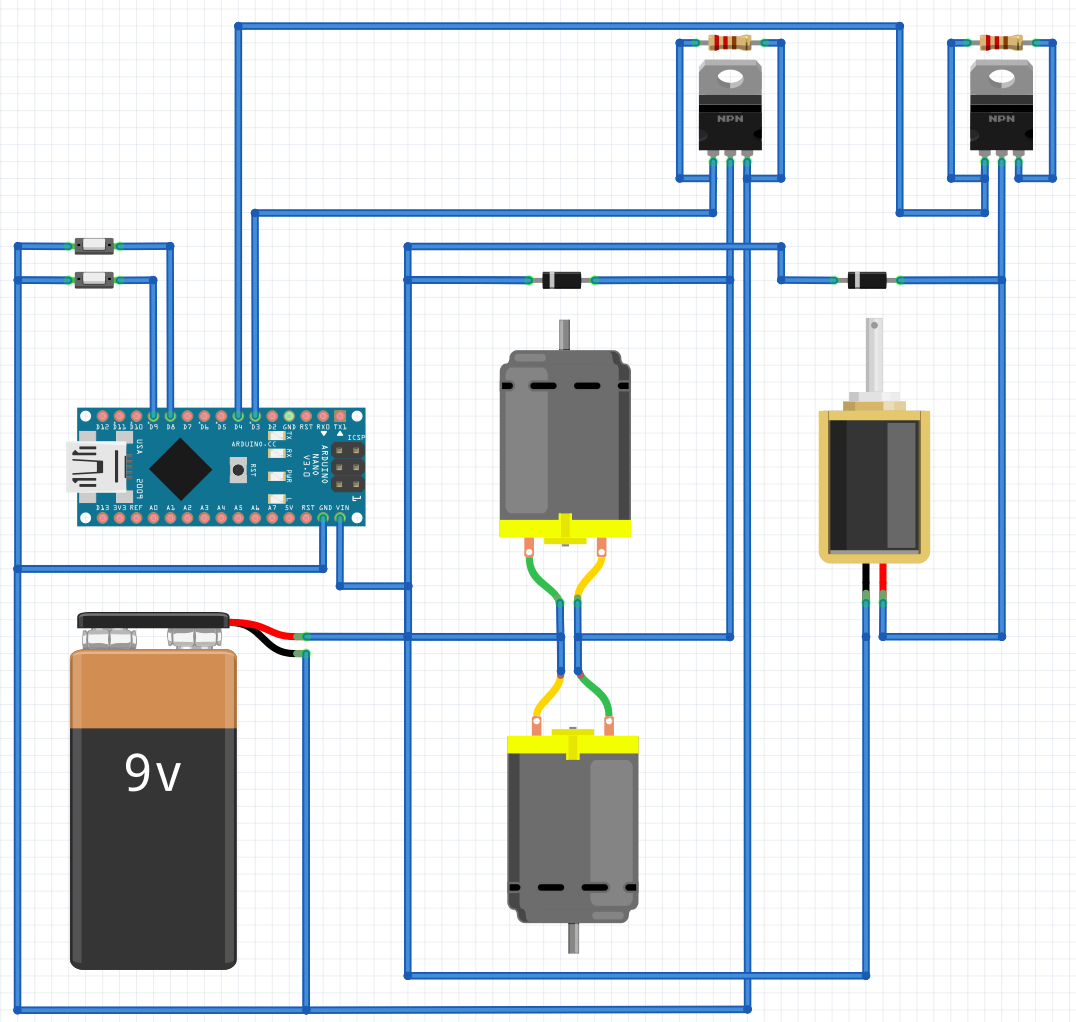 NPN
NPN
D12 D11 D10 D9 D8 D7 D6 D5 D4 D3 D2 GND RST RX0 TX1
TX
RX
PWR
L
ARDUINO.CC
ARDUINO
NANO
V3.0
ICSP
1
RST
USA
2009
D13 3V3 REF A0 A1 A2 A3 A4 A5 A6 A7 5V RST GND VIN
9v